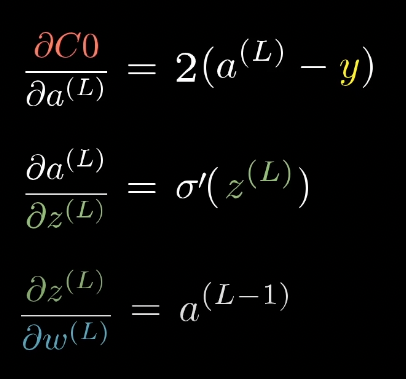 ∂C0/∂a^(L) = 2(a^(L) − y)
∂a^(L)/∂z^(L) = σ′(z^(L))
∂z^(L)/∂w^(L) = a^(L−1)